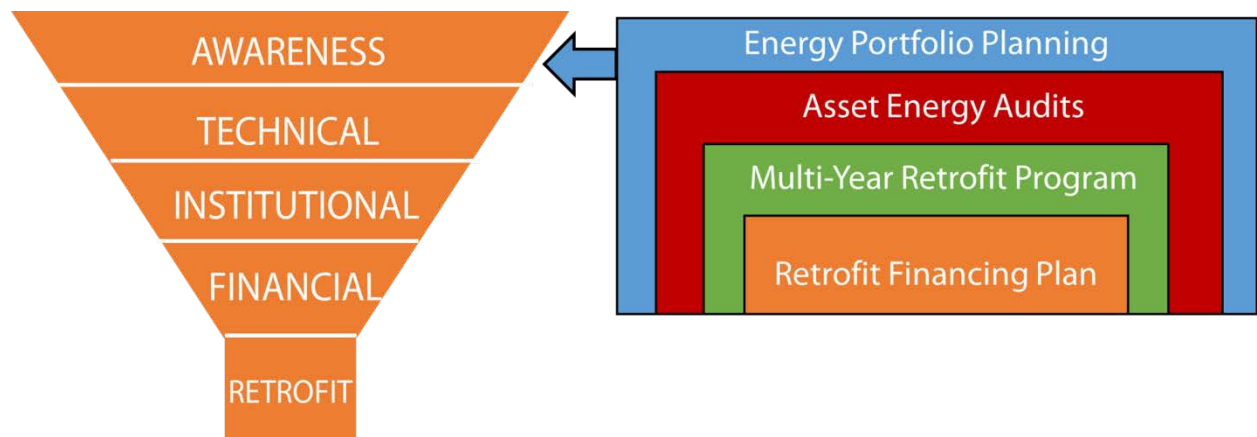 AWARENESS
TECHNICAL
INSTITUTIONAL
FINANCIAL
RETROFIT
Energy Portfolio Planning
Asset Energy Audits
Multi-Year Retrofit Program
Retrofit Financing Plan